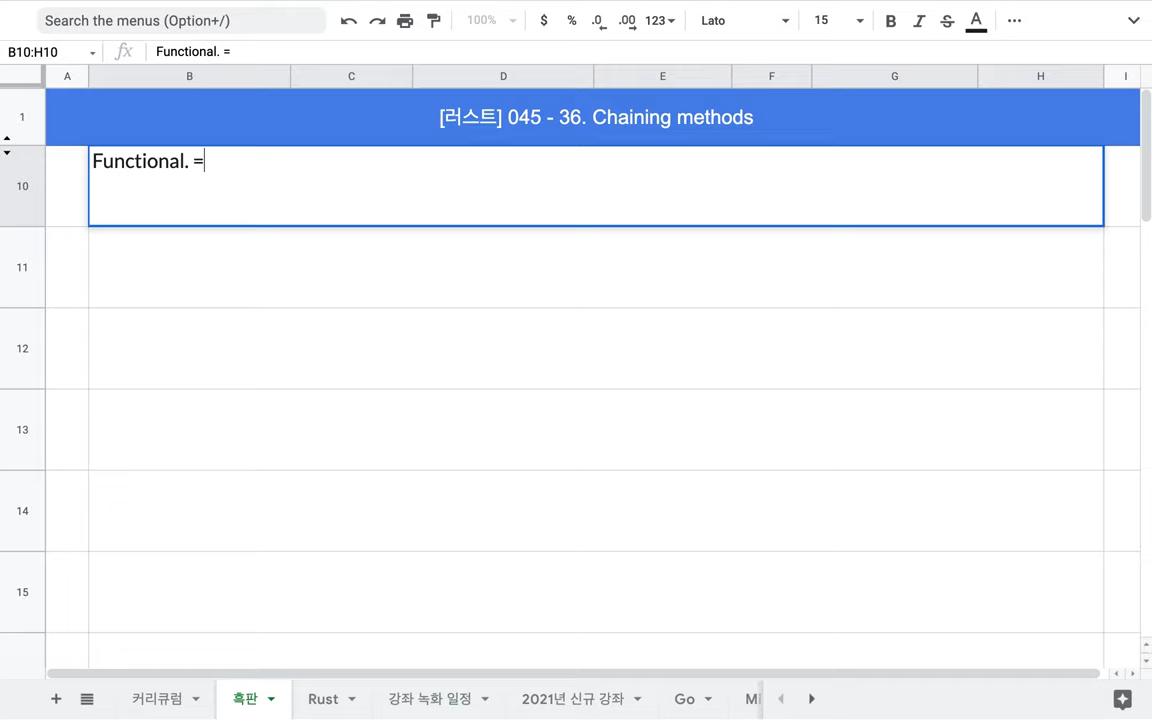 Search the menus (Option+/)
100%
$ % .0 .00 123
Lato
15
B I S A
B10:H10
fx
Functional. =
A B C D E F G H I
1
[러스트] 045 - 36. Chaining methods
10
Functional. =
11
12
13
14
15
커리큘럼
흑판
Rust
강좌 녹화 일정
2021년 신규 강좌
Go